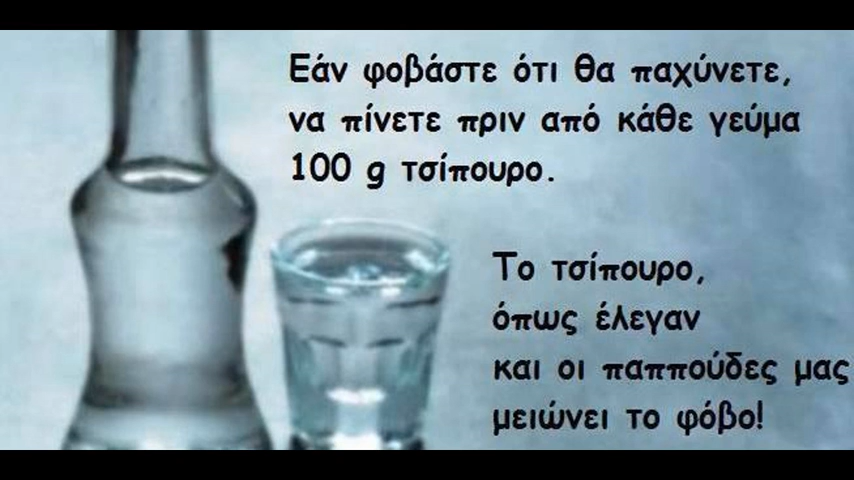 Εάν φοβάστε ότι θα παχύνετε,
να πίνετε πριν από κάθε γεύμα
100 g τσίπουρο.
Το τσίπουρο,
όπως έλεγαν
και οι παππούδες μας
μειώνει το φόβο!